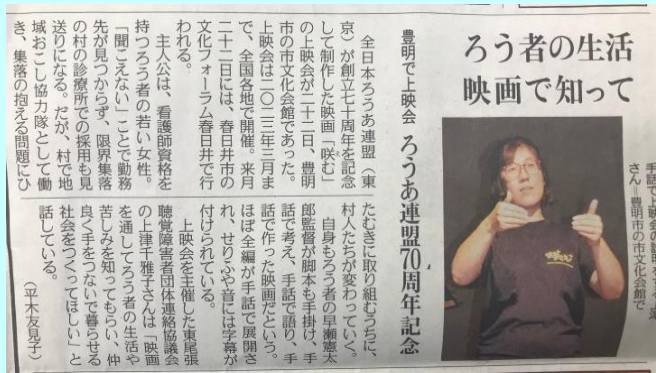 ろう者の生活
映画で知って
豊明で上映会 ろうあ連盟70周年記念
手話で上映会の説明をする
さん＝豊明市の市文化会館で
全日本ろうあ連盟（東
京）が創立七十周年を記念
して制作した映画「咲む」
の上映会が二十二日、豊明
市の市文化会館であった。
上映会は二〇二三年三月ま
で、全国各地で開催。来月
二十二日には、春日井市の
文化フォーラム春日井で行
われる。
主人公は、看護師資格を
持つろう者の若い女性。
「聞こえない」ことで勤務
先が見つからず、限界集落
の村の診療所での採用も見
送りになる。だが、村で地
域おこし協力隊として働
き、集落の抱える問題にひ
たむきに取り組むうちに、
村人たちが変わっていく。
自身もろう者の早瀬憲太
郎監督が脚本も手掛け、手
話で考え、手話で語り、手
話で作った映画だという。
ほぼ全編が手話で展開さ
れ、せりふや音には字幕が
付けられている。
上映会を主催した東尾張
聴覚障害者団体連絡協議会
の上津千雅子さんは「映画
を通してろう者の生活や
苦しみを知ってもらい、仲
良く手をつないで暮らせる
社会をつくってほしい」と
話している。
（平木友見子）